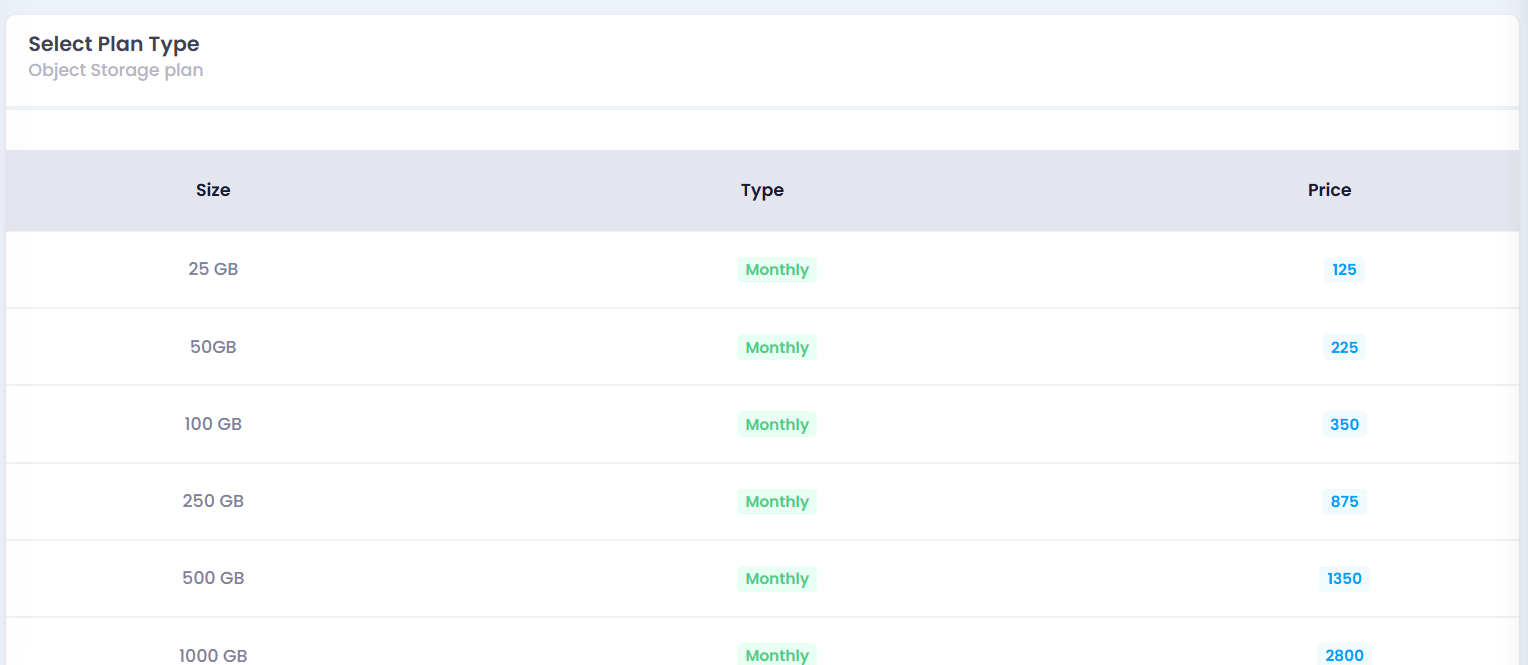 Select Plan Type
Object Storage plan
Size Type Price
25 GB Monthly 125
50GB Monthly 225
100 GB Monthly 350
250 GB Monthly 875
500 GB Monthly 1350
1000 GB Monthly 2800